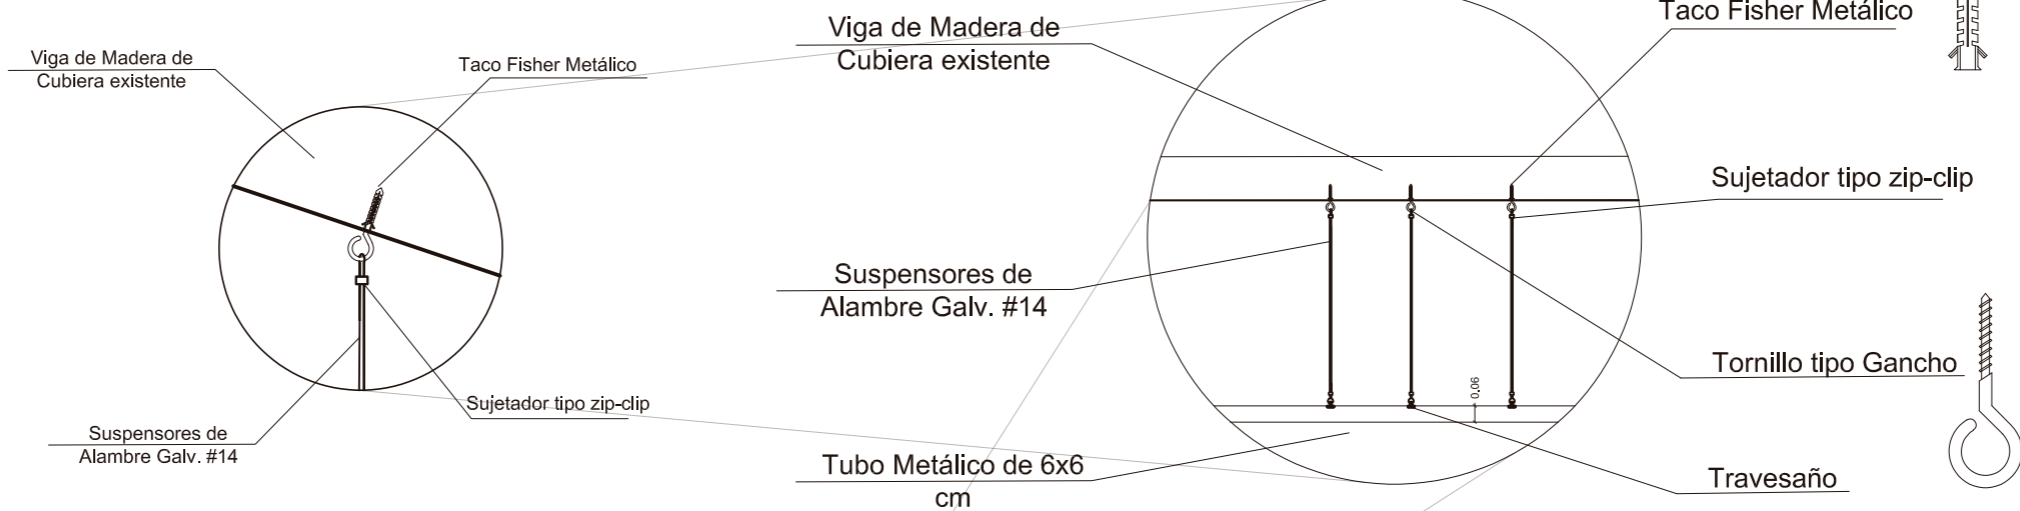 Viga de Madera de
Cubiera existente
Taco Fisher Metálico
Sujetador tipo zip-clip
Suspensores de
Alambre Galv. #14
Viga de Madera de
Cubiera existente
Taco Fisher Metálico
Sujetador tipo zip-clip
Suspensores de
Alambre Galv. #14
Tornillo tipo Gancho
0,06
Tubo Metálico de 6x6
cm
Travesaño